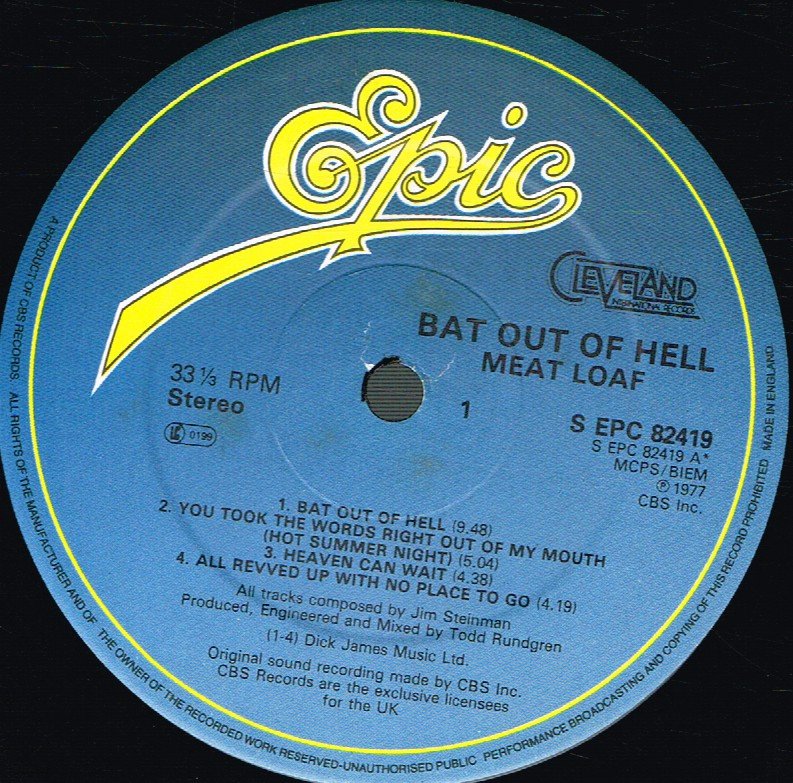 Epic
CLEVELAND
INTERNATIONAL RECORDS
BAT OUT OF HELL
MEAT LOAF
33 1/3 RPM
Stereo
LC 0199
1
S EPC 82419
S EPC 82419 A*
MCPS/BIEM
℗ 1977
CBS Inc.
1. BAT OUT OF HELL (9.48)
2. YOU TOOK THE WORDS RIGHT OUT OF MY MOUTH
(HOT SUMMER NIGHT) (5.04)
3. HEAVEN CAN WAIT (4.38)
4. ALL REVVED UP WITH NO PLACE TO GO (4.19)
All tracks composed by Jim Steinman
Produced, Engineered and Mixed by Todd Rundgren
(1-4) Dick James Music Ltd.
Original sound recording made by CBS Inc.
CBS Records are the exclusive licensees
for the UK
A PRODUCT OF CBS RECORDS ALL RIGHTS OF THE MANUFACTURER AND OF THE OWNER OF THE RECORDED WORK RESERVED-UNAUTHORISED PUBLIC PERFORMANCE BROADCASTING AND COPYING OF THIS RECORD PROHIBITED MADE IN ENGLAND